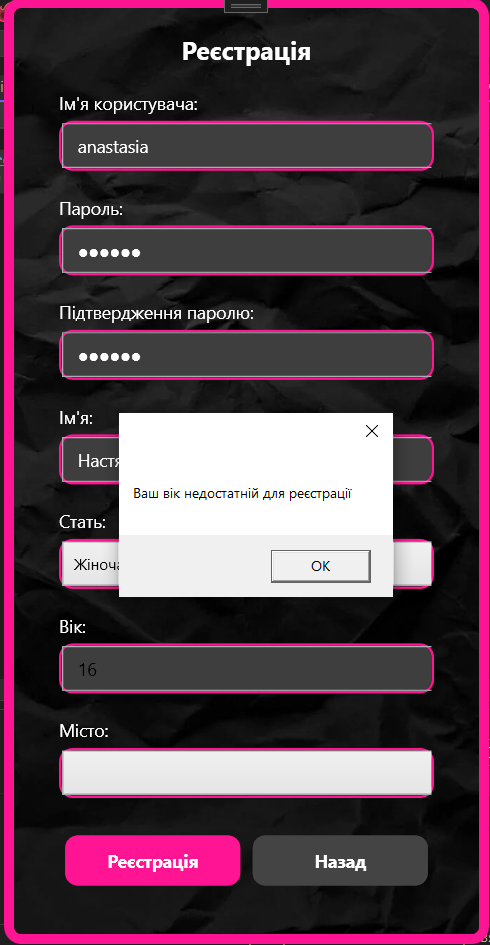 Реєстрація
Ім'я користувача:
anastasia
Пароль:
●●●●●●
Підтвердження паролю:
●●●●●●
Ім'я:
Настя
Ваш вік недостатній для реєстрації
OK
Стать:
Вік:
16
Місто:
Реєстрація
Назад